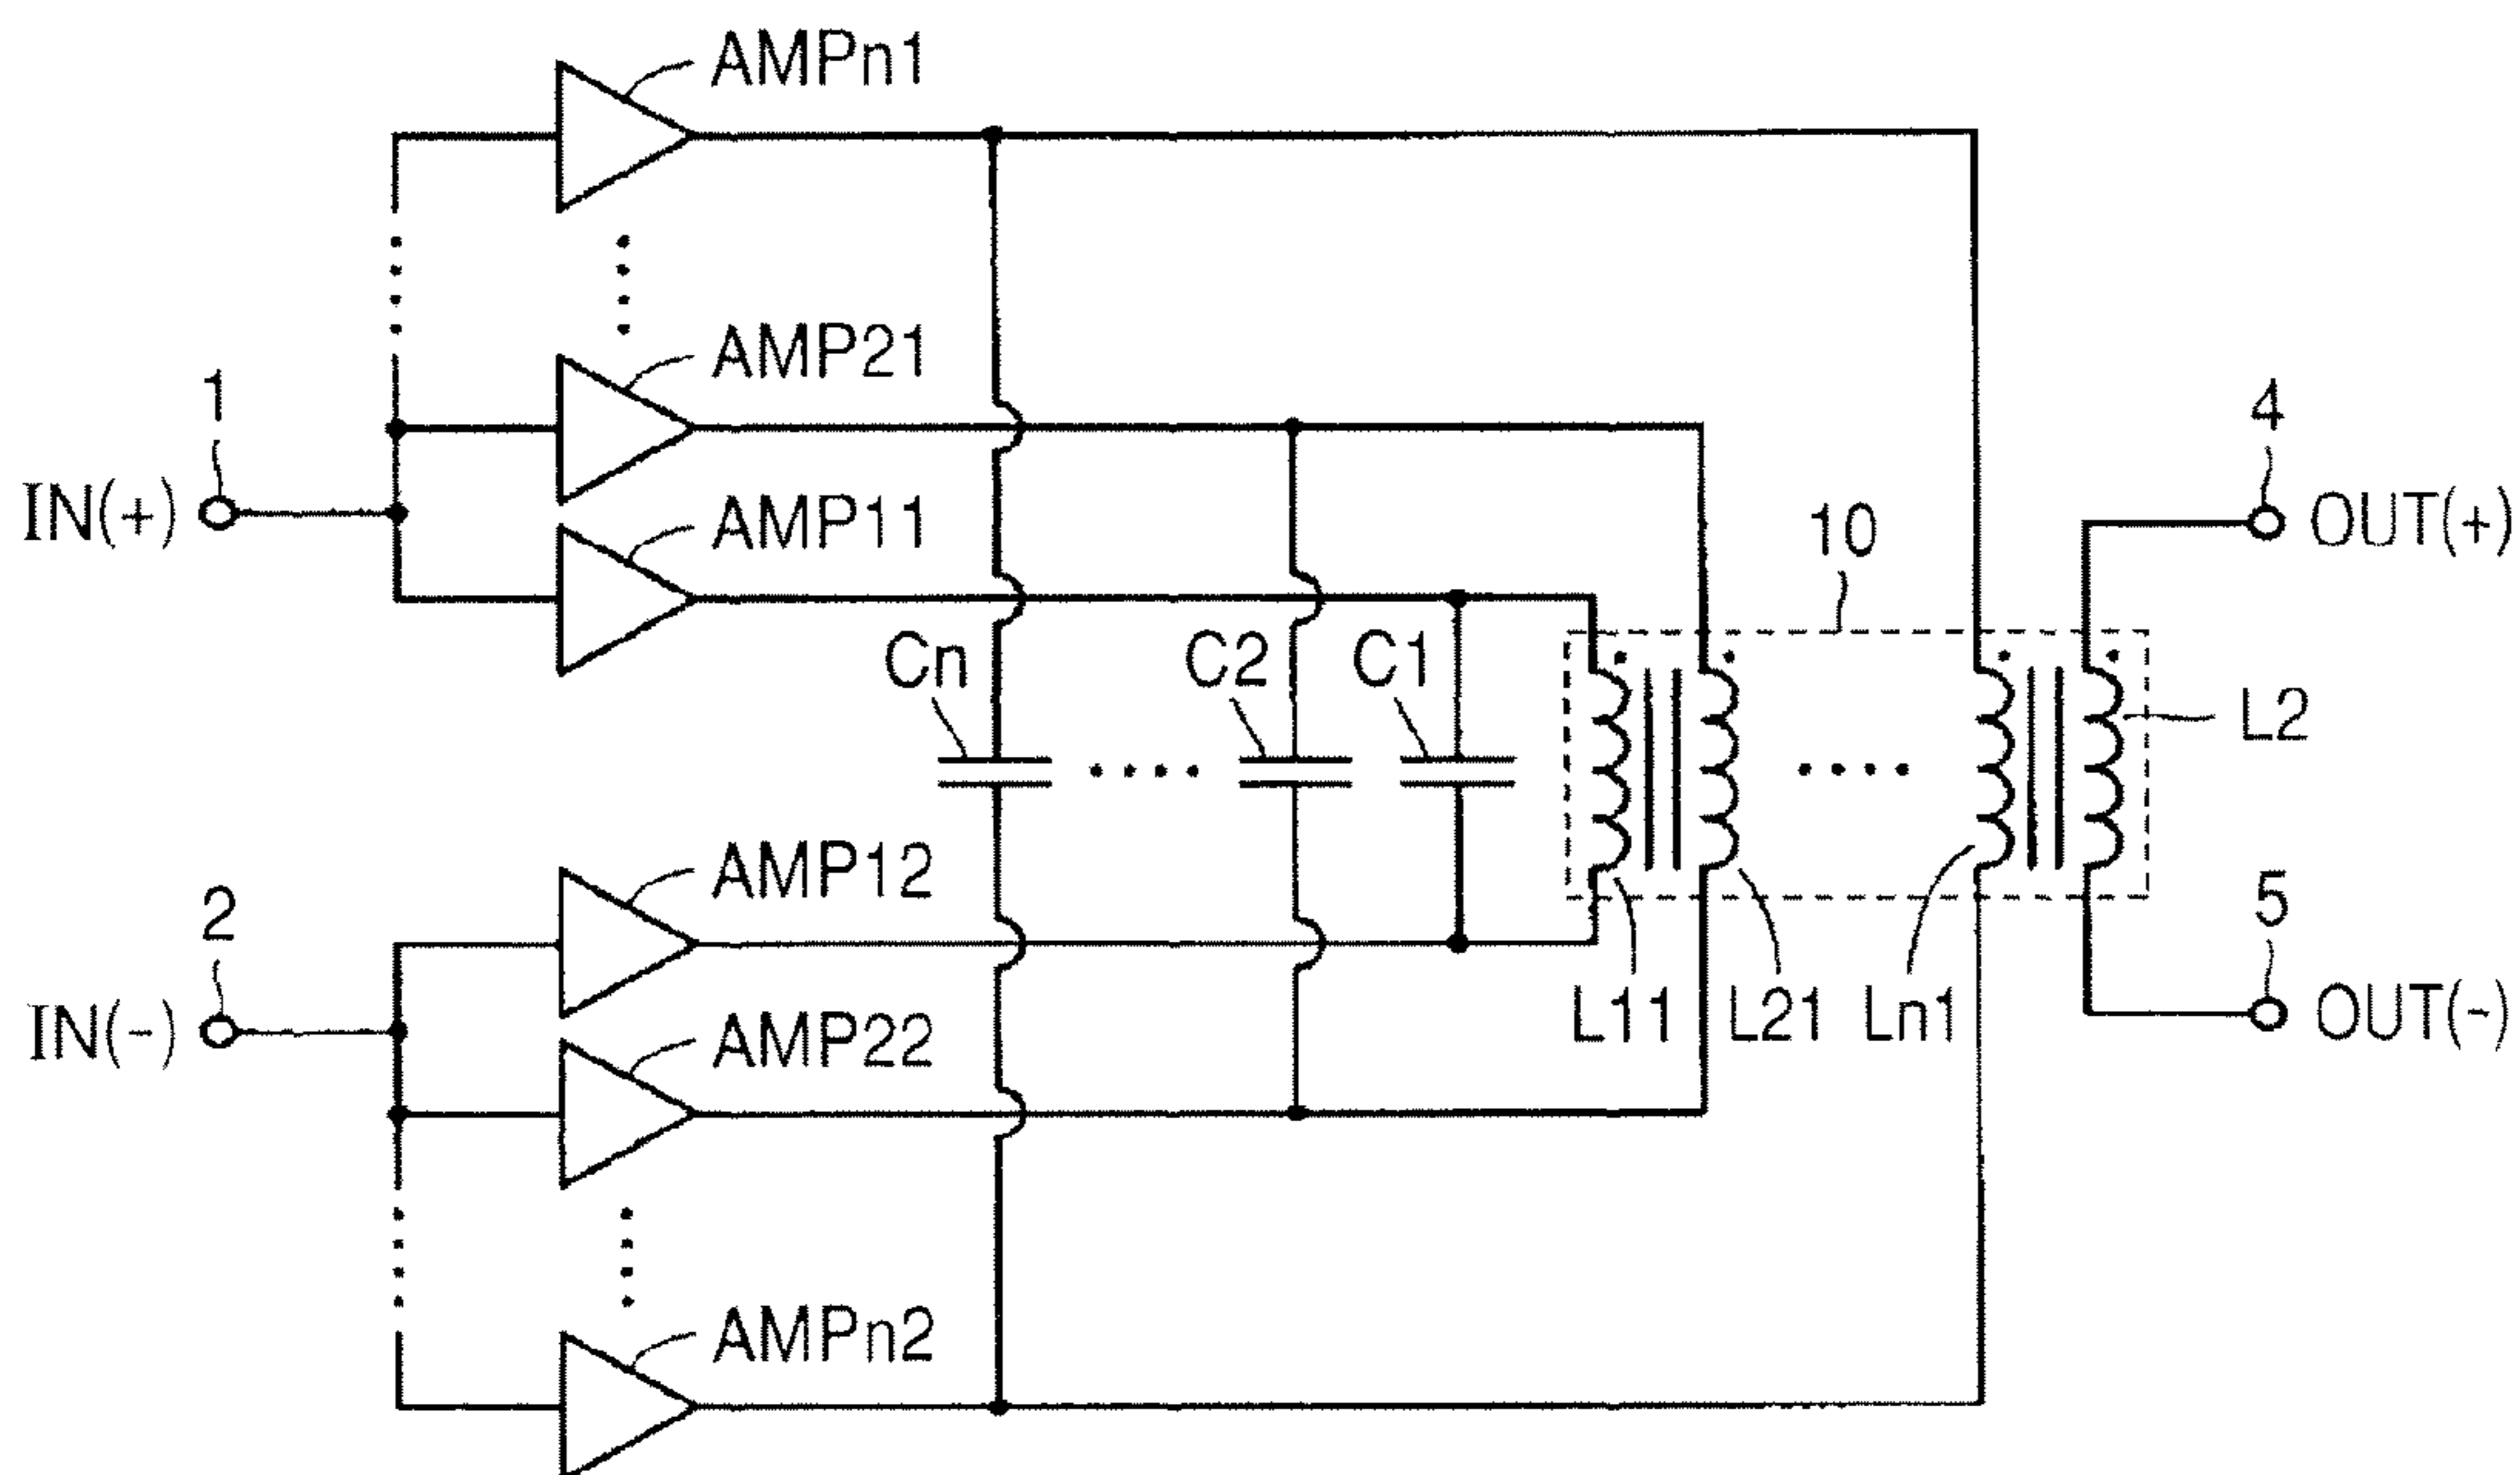 AMPn1
AMP21
1
4
IN(+)
AMP11
OUT(+)
10
Cn
C2
C1
L2
AMP12
2
5
IN(-)
AMP22
L11
L21
Ln1
OUT(-)
AMPn2